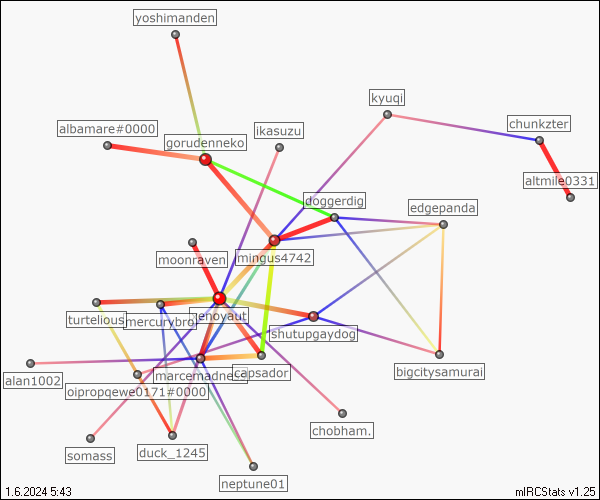 yoshimanden
kyuqi
chunkzter
albamare#0000
ikasuzu
gorudenneko
altmile0331
doggerdig
edgepanda
mingus4742
moonraven
jenoyaut
turtelious
mercurybro
shutupgaydog
marcemadness
capsador
bigcitysamurai
alan1002
oipropqewe0171#0000
chobham.
somass
duck_1245
neptune01
1.6.2024 5:43
mIRCStats v1.25